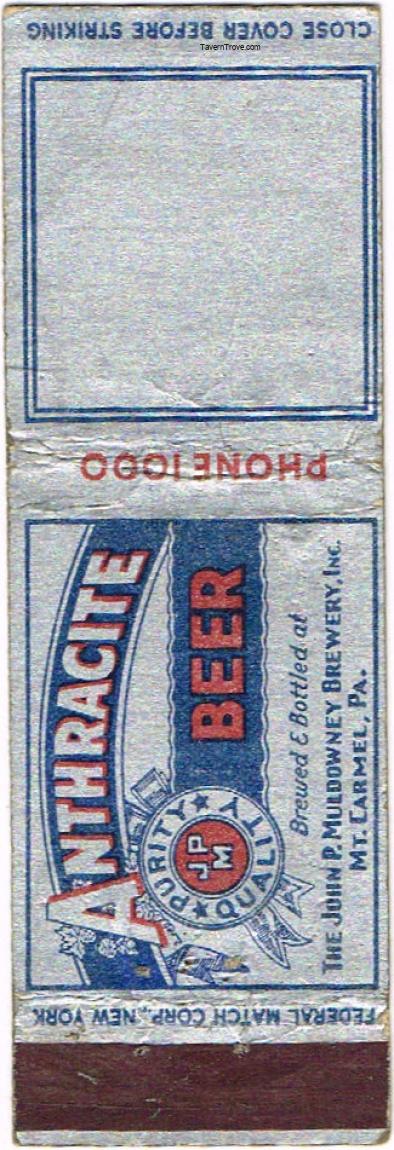 CLOSE COVER BEFORE STRIKING
TavernTrove.com
PHONE 1000
ANTHRACITE
BEER
PURITY
QUALITY
JPM
Brewed & Bottled at
THE JOHN P. MULDOWNEY BREWERY, INC.
MT. CARMEL, PA.
FEDERAL MATCH CORP., NEW YORK